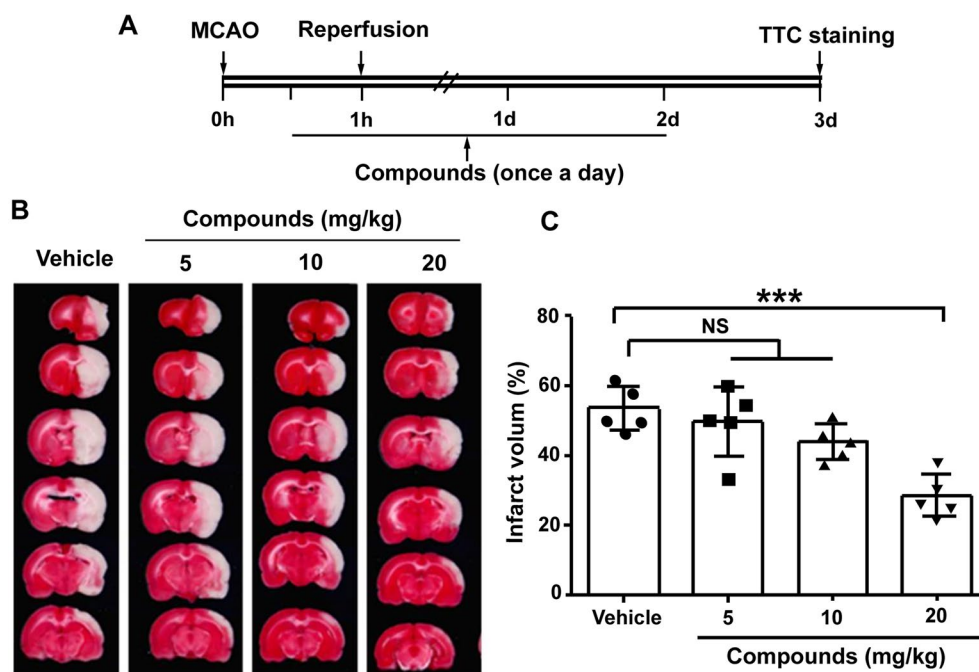 A
MCAO Reperfusion TTC staining
0h 1h 1d 2d 3d
Compounds (once a day)
B
Compounds (mg/kg)
Vehicle 5 10 20
C
***
NS
80
60
40
20
0
Infarct volum (%)
Vehicle 5 10 20
Compounds (mg/kg)